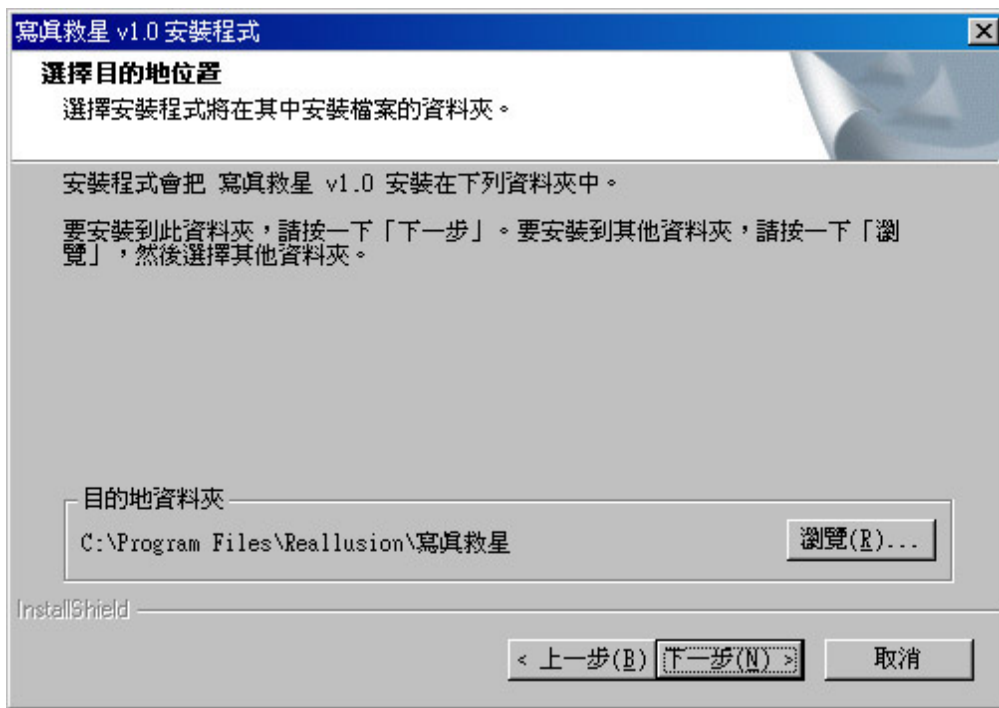 寫眞救星 v1.0 安裝程式
選擇目的地位置
選擇安裝程式將在其中安裝檔案的資料夾。
安裝程式會把 寫眞救星 v1.0 安裝在下列資料夾中。
要安裝到此資料夾,請按一下「下一步」。要安裝到其他資料夾,請按一下「瀏
覽」,然後選擇其他資料夾。
目的地資料夾
C:\Program Files\Reallusion\寫眞救星
瀏覽(R)...
InstallShield
< 上一步(B)
下一步(N) >
取消